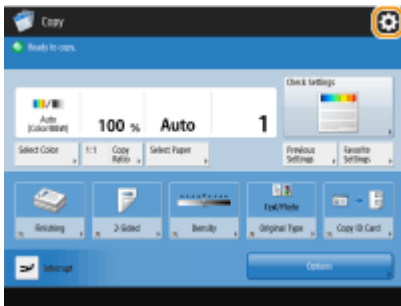 Copy
Ready to copy.
Check Settings
Auto
(Color/B&W)
100 %
Auto
1
Select Color
1:1
Copy
Ratio
Select Paper
Previous
Settings
Favorite
Settings
Text/Photo
Finishing
2-Sided
Density
Original Type
Copy ID Card
Interrupt
Options